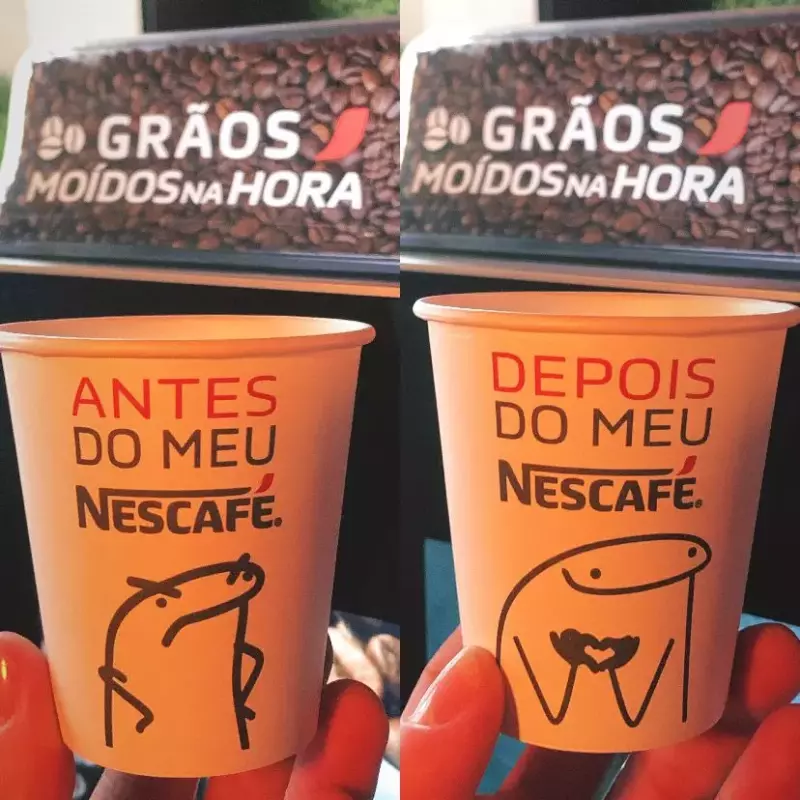 GRÃOS
MOÍDOS NA HORA
ANTES
DO MEU
NESCAFÉ.
GRÃOS
MOÍDOS NA HORA
DEPOIS
DO MEU
NESCAFÉ®